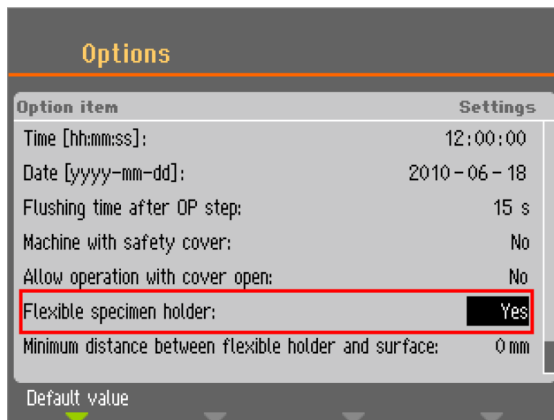 Options
Option item Settings
Time [hh:mm:ss]: 12:00:00
Date [yyyy-mm-dd]: 2010-06-18
Flushing time after OP step: 15 s
Machine with safety cover: No
Allow operation with cover open: No
Flexible specimen holder: Yes
Minimum distance between flexible holder and surface: 0 mm
Default value